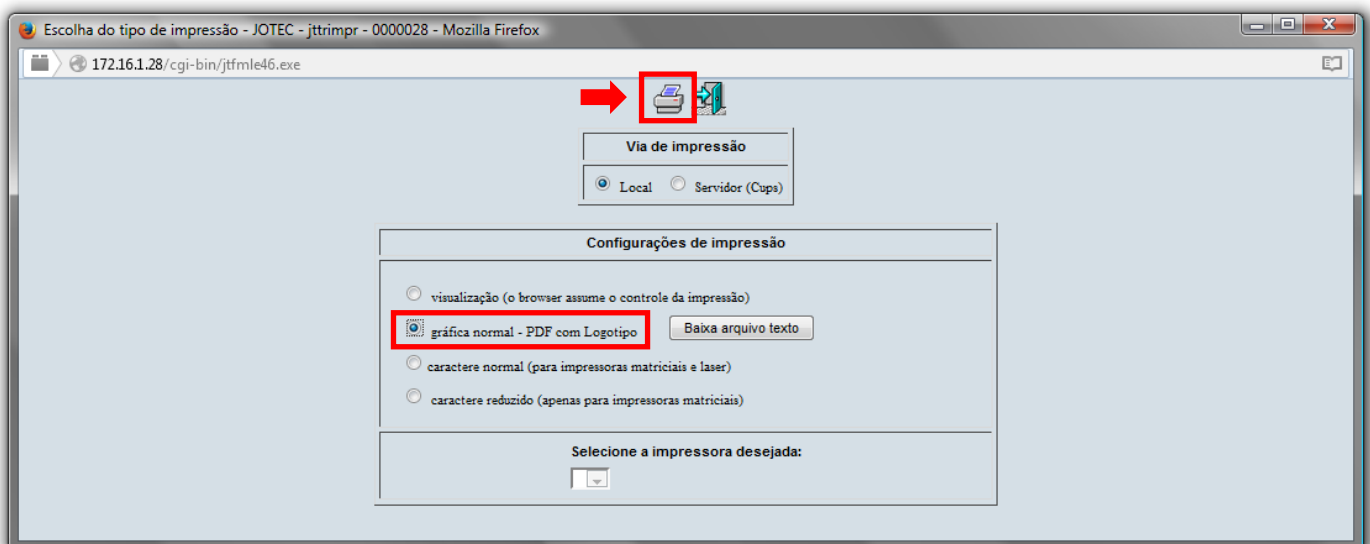 Escolha do tipo de impressão - JOTEC - jttrimpr - 0000028 - Mozilla Firefox
172.16.1.28/cgi-bin/jtfmle46.exe
Via de impressão
Local Servidor (Cups)
Configurações de impressão
visualização (o browser assume o controle da impressão)
gráfica normal - PDF com Logotipo Baixa arquivo texto
caractere normal (para impressoras matriciais e laser)
caractere reduzido (apenas para impressoras matriciais)
Selecione a impressora desejada: